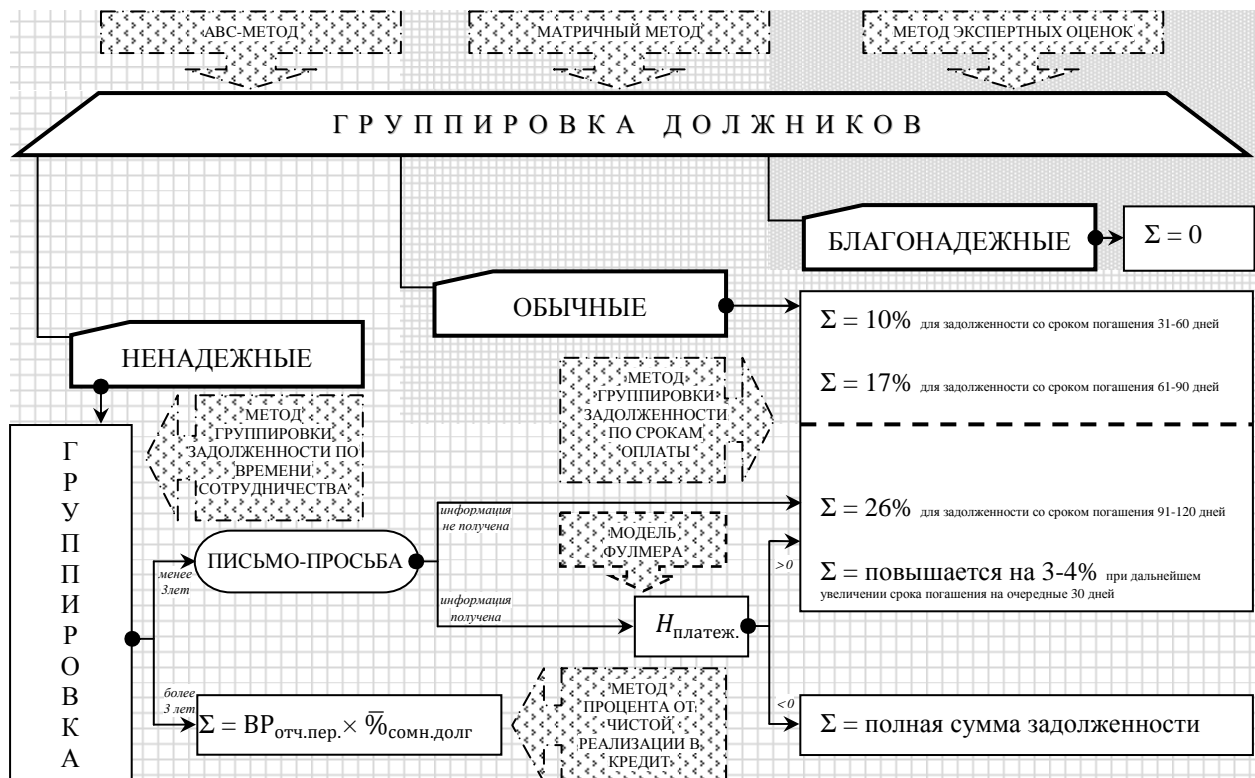 АВС-МЕТОД
МАТРИЧНЫЙ МЕТОД
МЕТОД ЭКСПЕРТНЫХ ОЦЕНОК
ГРУППИРОВКА ДОЛЖНИКОВ
БЛАГОНАДЕЖНЫЕ
Σ = 0
ОБЫЧНЫЕ
Σ = 10% для задолженности со сроком погашения 31-60 дней
Σ = 17% для задолженности со сроком погашения 61-90 дней
НЕНАДЕЖНЫЕ
МЕТОД
ГРУППИРОВКИ
ЗАДОЛЖЕННОСТИ
ПО СРОКАМ
ОПЛАТЫ
МЕТОД
ГРУППИРОВКИ
ЗАДОЛЖЕННОСТИ ПО
ВРЕМЕНИ
СОТРУДНИЧЕСТВА
Г
Р
У
П
П
И
Р
О
В
К
А
менее
3лет
ПИСЬМО-ПРОСЬБА
информация
не получена
информация
получена
МОДЕЛЬ
ФУЛМЕРА
Hплатеж.
>0
Σ = 26% для задолженности со сроком погашения 91-120 дней
Σ = повышается на 3-4% при дальнейшем
увеличении срока погашения на очередные 30 дней
более
3 лет
Σ = ВРотч.пер. × %̅сомн.долг
МЕТОД
ПРОЦЕНТА ОТ
ЧИСТОЙ
РЕАЛИЗАЦИИ В
КРЕДИТ
<0
Σ = полная сумма задолженности